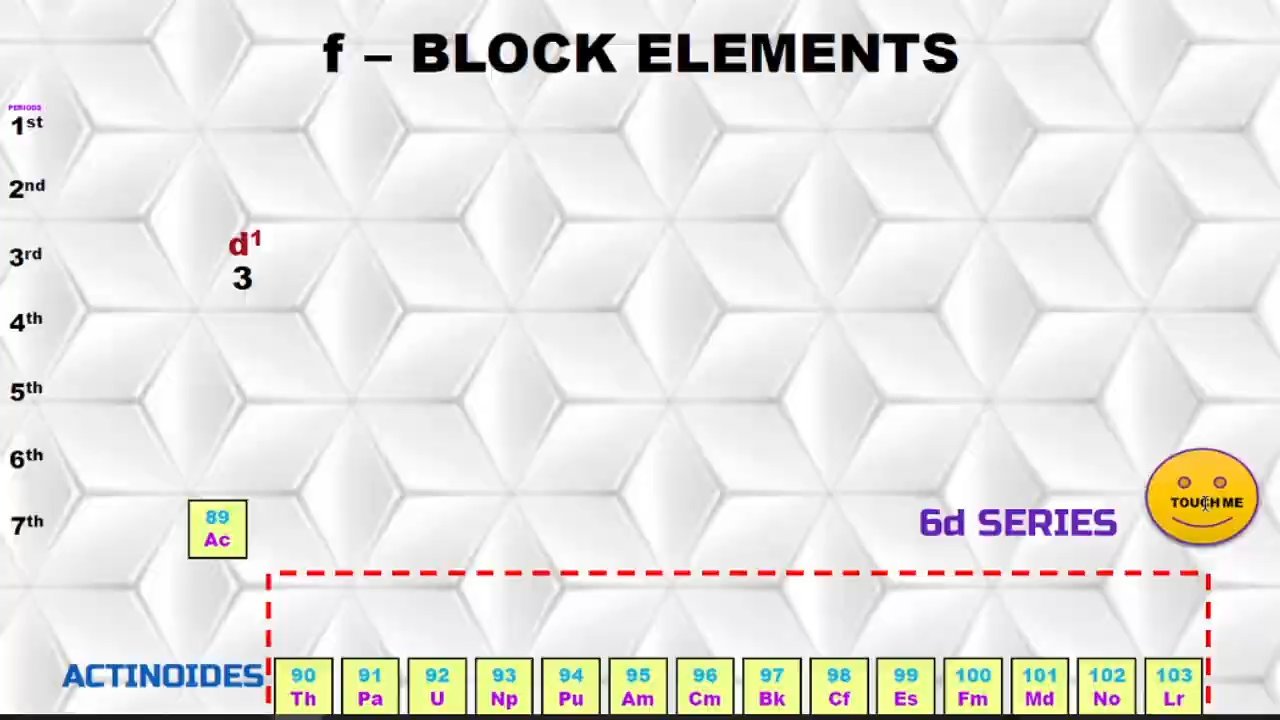 f – BLOCK ELEMENTS
PERIODS
1st
2nd
d1
3rd
3
4th
5th
6th
TOUCH ME
7th
89
Ac
6d SERIES
ACTINOIDES
90 91 92 93 94 95 96 97 98 99 100 101 102 103
Th Pa U Np Pu Am Cm Bk Cf Es Fm Md No Lr